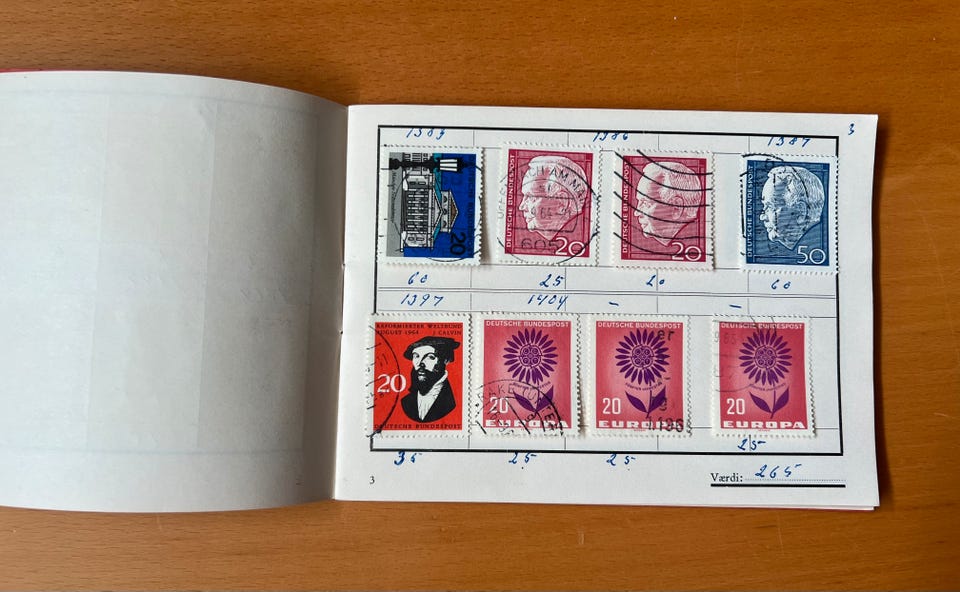 1386
1387
3
20
DEUTSCHE BUNDESPOST
20
DEUTSCHE BUNDESPOST
20
DEUTSCHE BUNDESPOST
50
60
25
20
60
1397
1404
-
-
REFORMIERTER WELTBUND
AUGUST 1964 J. CALVIN
20
DEUTSCHE BUNDESPOST
DEUTSCHE BUNDESPOST
20
EUROPA
DEUTSCHE BUNDESPOST
20
EUROPA
DEUTSCHE BUNDESPOST
20
EUROPA
35
25
25
25
3
Værdi: 265